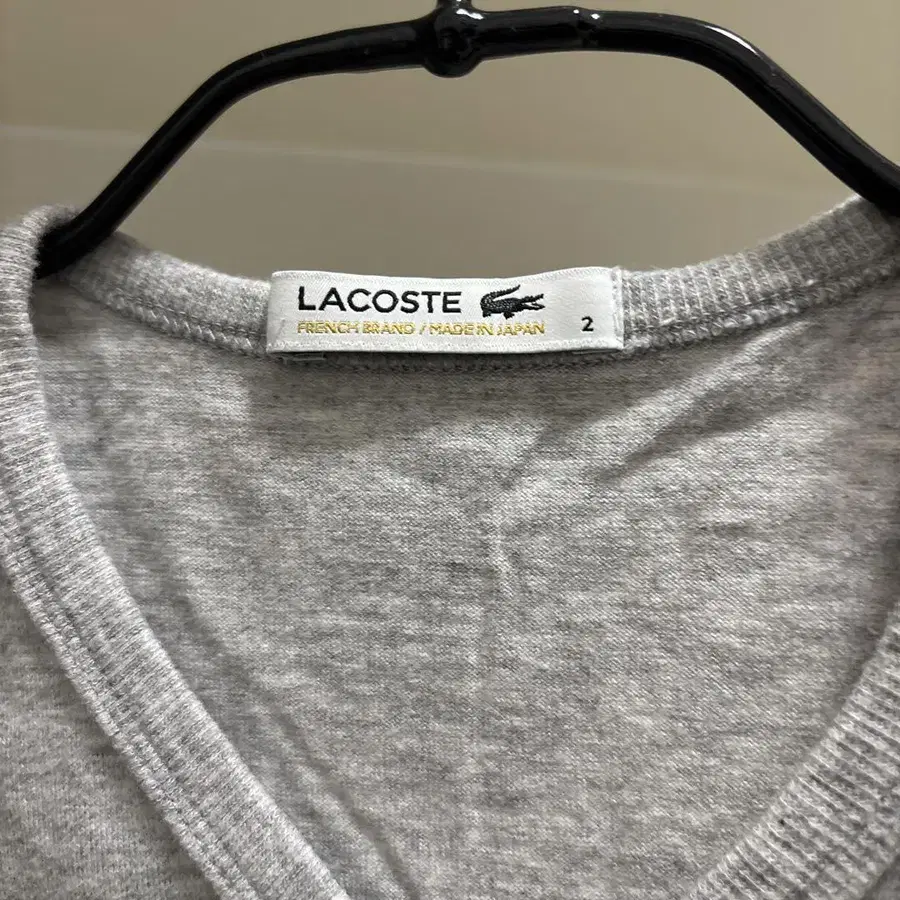 LACOSTE
FRENCH BRAND / MADE IN JAPAN
2